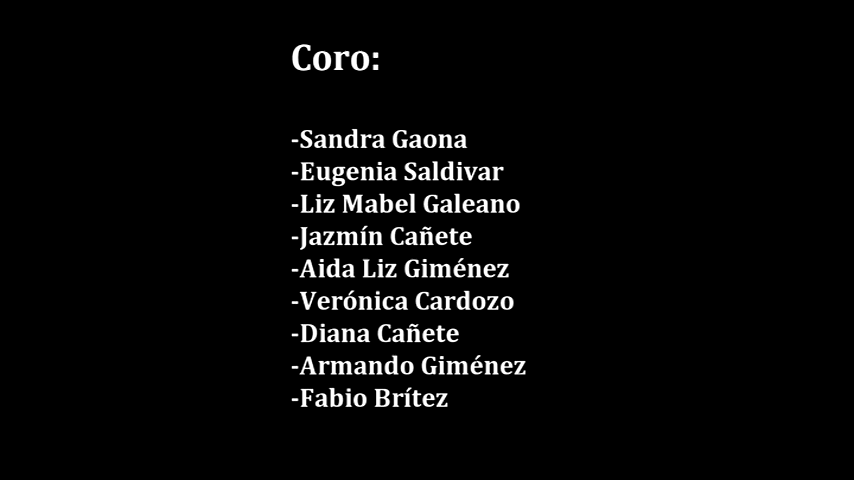 Coro:
-Sandra Gaona
-Eugenia Saldivar
-Liz Mabel Galeano
-Jazmín Cañete
-Aida Liz Giménez
-Verónica Cardozo
-Diana Cañete
-Armando Giménez
-Fabio Brítez